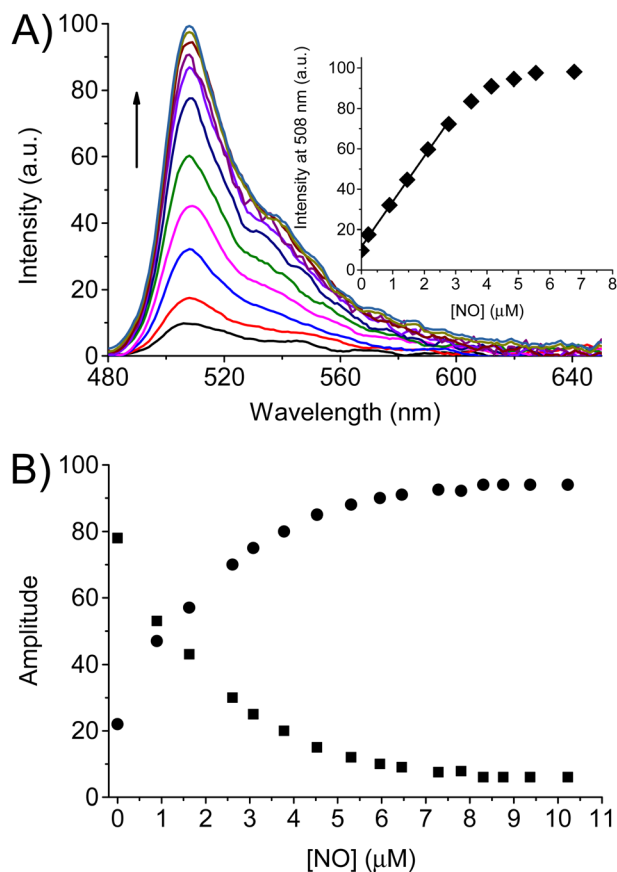 A)
100
80
60
40
20
0
Intensity (a.u.)
480 520 560 600 640
Wavelength (nm)
100
80
60
40
20
0
Intensity at 508 nm (a.u.)
0 1 2 3 4 5 6 7 8
[NO] (μM)
B)
100
80
60
40
20
0
Amplitude
0 1 2 3 4 5 6 7 8 9 10 11
[NO] (μM)